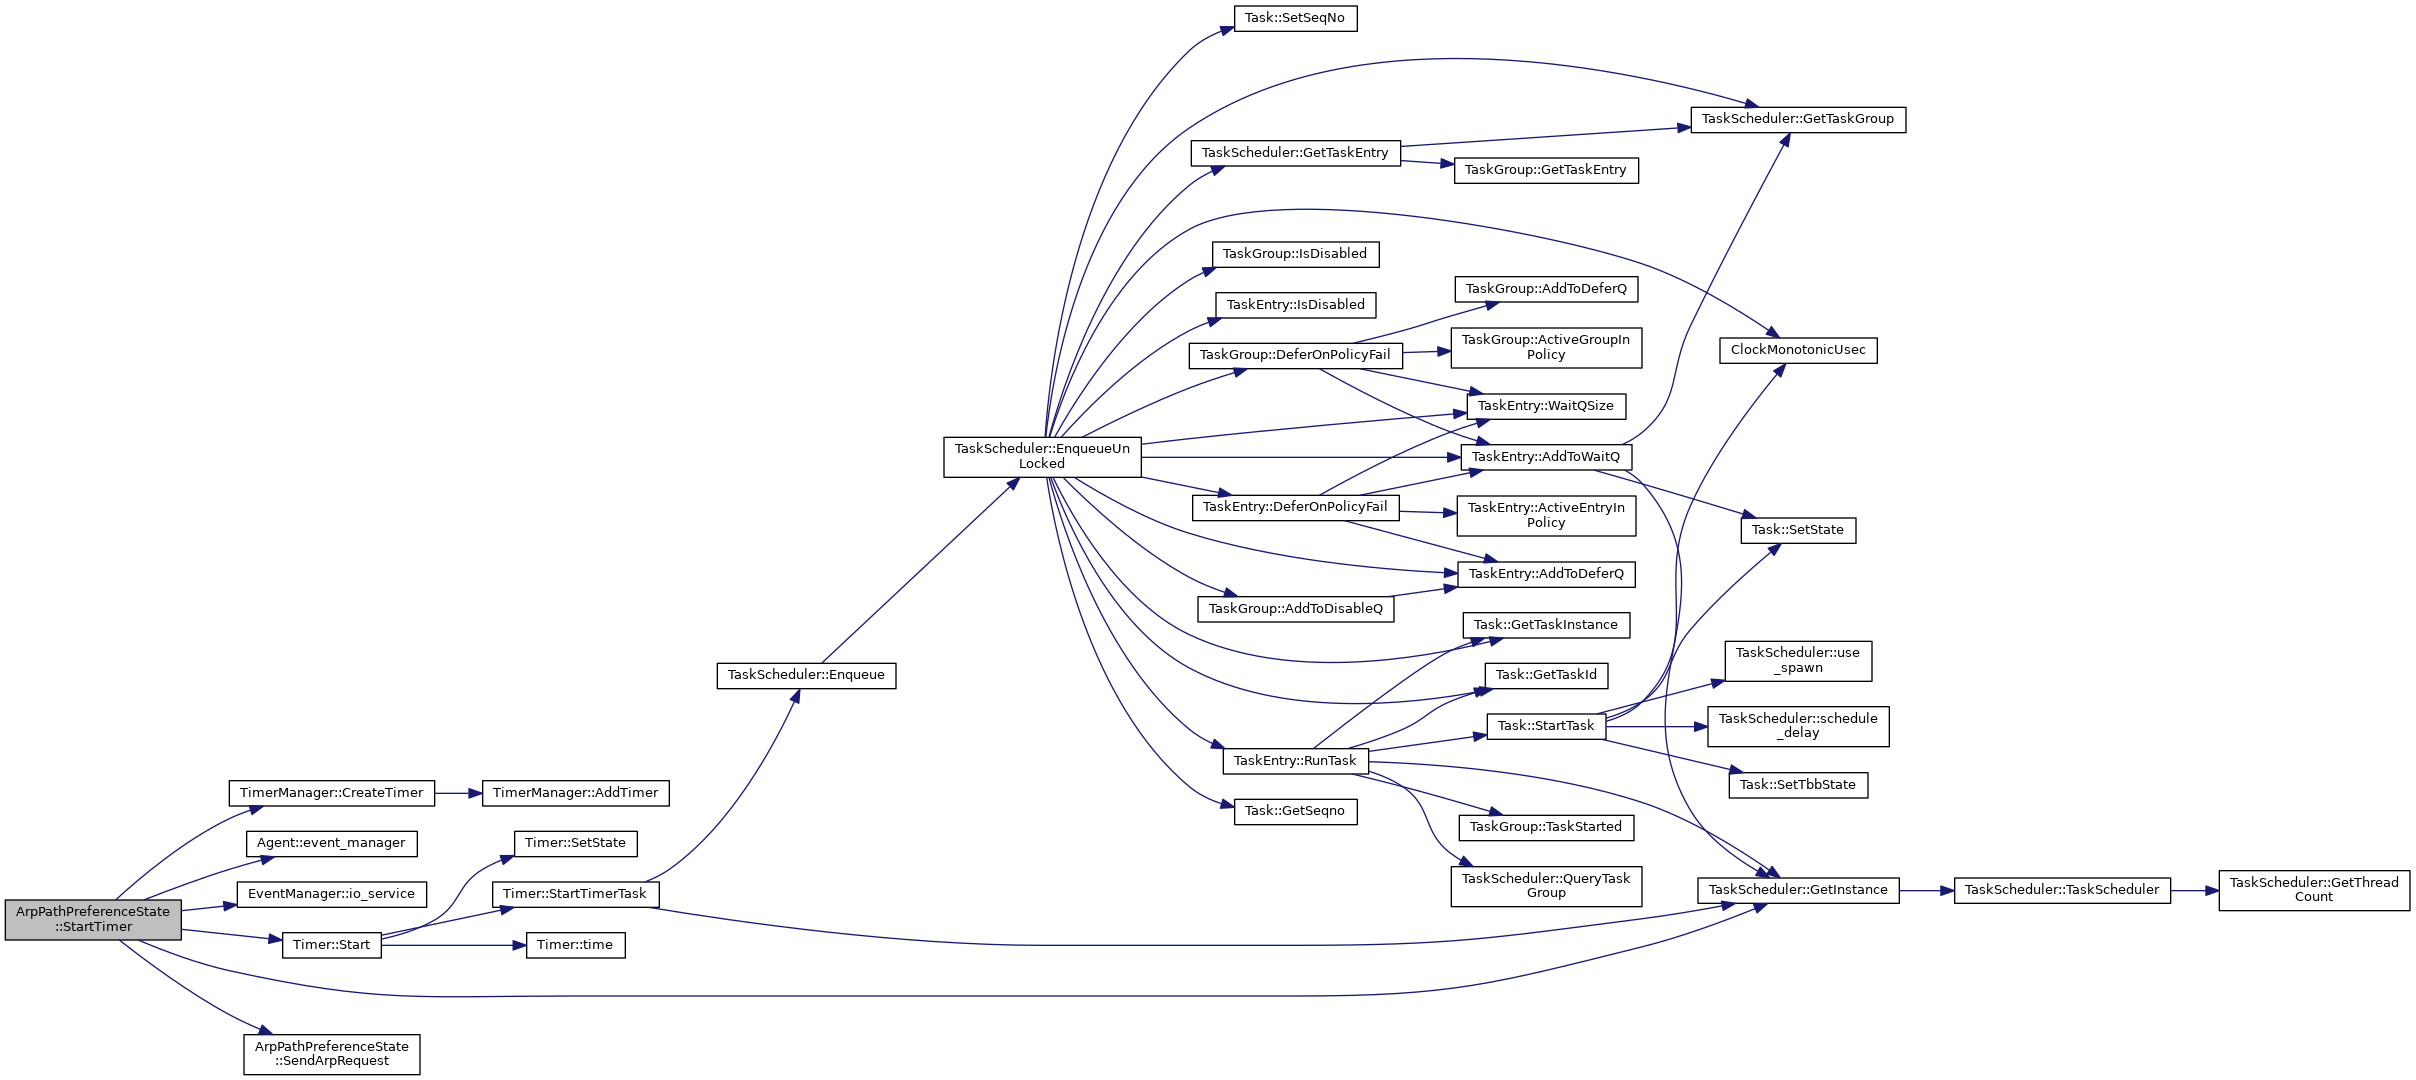 Task::SetSeqNo
TaskScheduler::GetTaskGroup
TaskScheduler::GetTaskEntry
TaskGroup::GetTaskEntry
TaskGroup::IsDisabled
TaskGroup::AddToDeferQ
TaskEntry::IsDisabled
TaskGroup::ActiveGroupIn
Policy
TaskGroup::DeferOnPolicyFail
ClockMonotonicUsec
TaskEntry::WaitQSize
TaskScheduler::EnqueueUn
Locked
TaskEntry::AddToWaitQ
TaskEntry::DeferOnPolicyFail
TaskEntry::ActiveEntryIn
Policy
Task::SetState
TaskEntry::AddToDeferQ
TaskGroup::AddToDisableQ
Task::GetTaskInstance
TaskScheduler::use
_spawn
TaskScheduler::Enqueue
Task::GetTaskId
Task::StartTask
TaskScheduler::schedule
_delay
TaskEntry::RunTask
Task::SetTbbState
TimerManager::CreateTimer
TimerManager::AddTimer
Task::GetSeqno
TaskGroup::TaskStarted
Agent::event_manager
Timer::SetState
TaskScheduler::QueryTask
Group
EventManager::io_service
Timer::StartTimerTask
TaskScheduler::GetInstance
TaskScheduler::TaskScheduler
TaskScheduler::GetThread
Count
ArpPathPreferenceState
::StartTimer
Timer::Start
Timer::time
ArpPathPreferenceState
::SendArpRequest